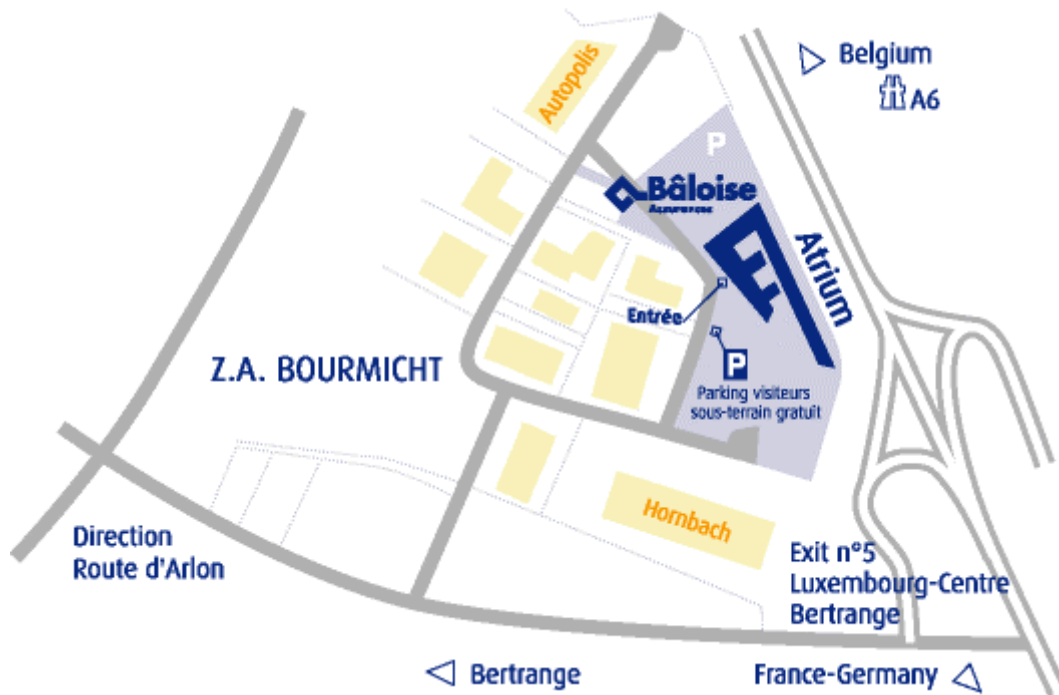 Belgium
A6
Autopolis
P
Bâloise
Assurances
Atrium
Entrée
P
Parking visiteurs
sous-terrain gratuit
Z.A. BOURMICHT
Hornbach
Direction
Route d'Arlon
Exit n°5
Luxembourg-Centre
Bertrange
Bertrange
France-Germany